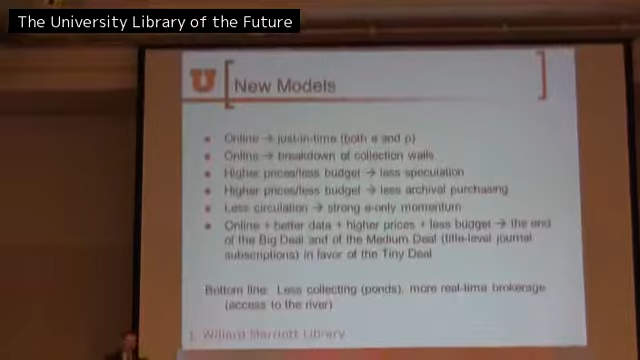 The University Library of the Future
U
New Models
Online → just-in-time (both e and p)
Online → breakdown of collection walls
Higher prices/less budget → less speculation
Higher prices/less budget → less archival purchasing
Less circulation → strong e-only momentum
Online + better data + higher prices + less budget → the end
of the Big Deal and of the Medium Deal (title-level journal
subscriptions) in favor of the Tiny Deal
Bottom line: Less collecting (ponds), more real-time brokerage
(access to the river)
J. Willard Marriott Library